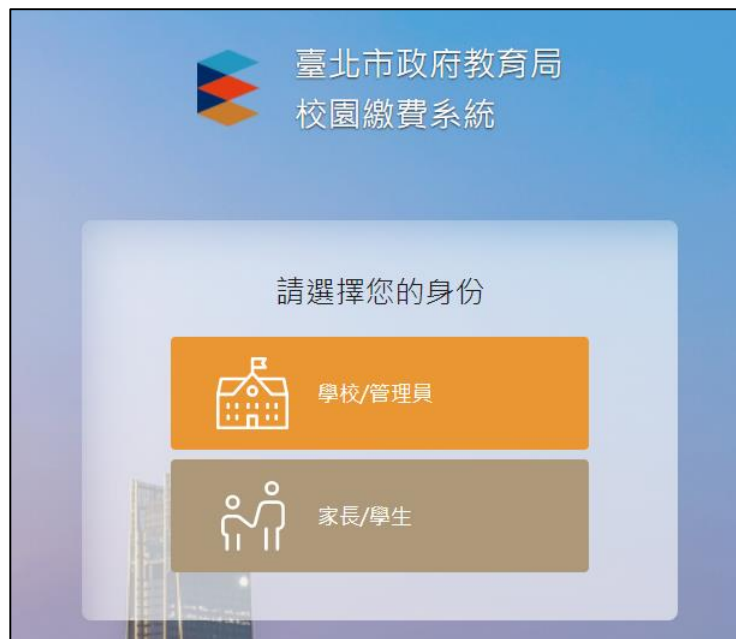 臺北市政府教育局
校園繳費系統
請選擇您的身份
學校/管理員
家長/學生